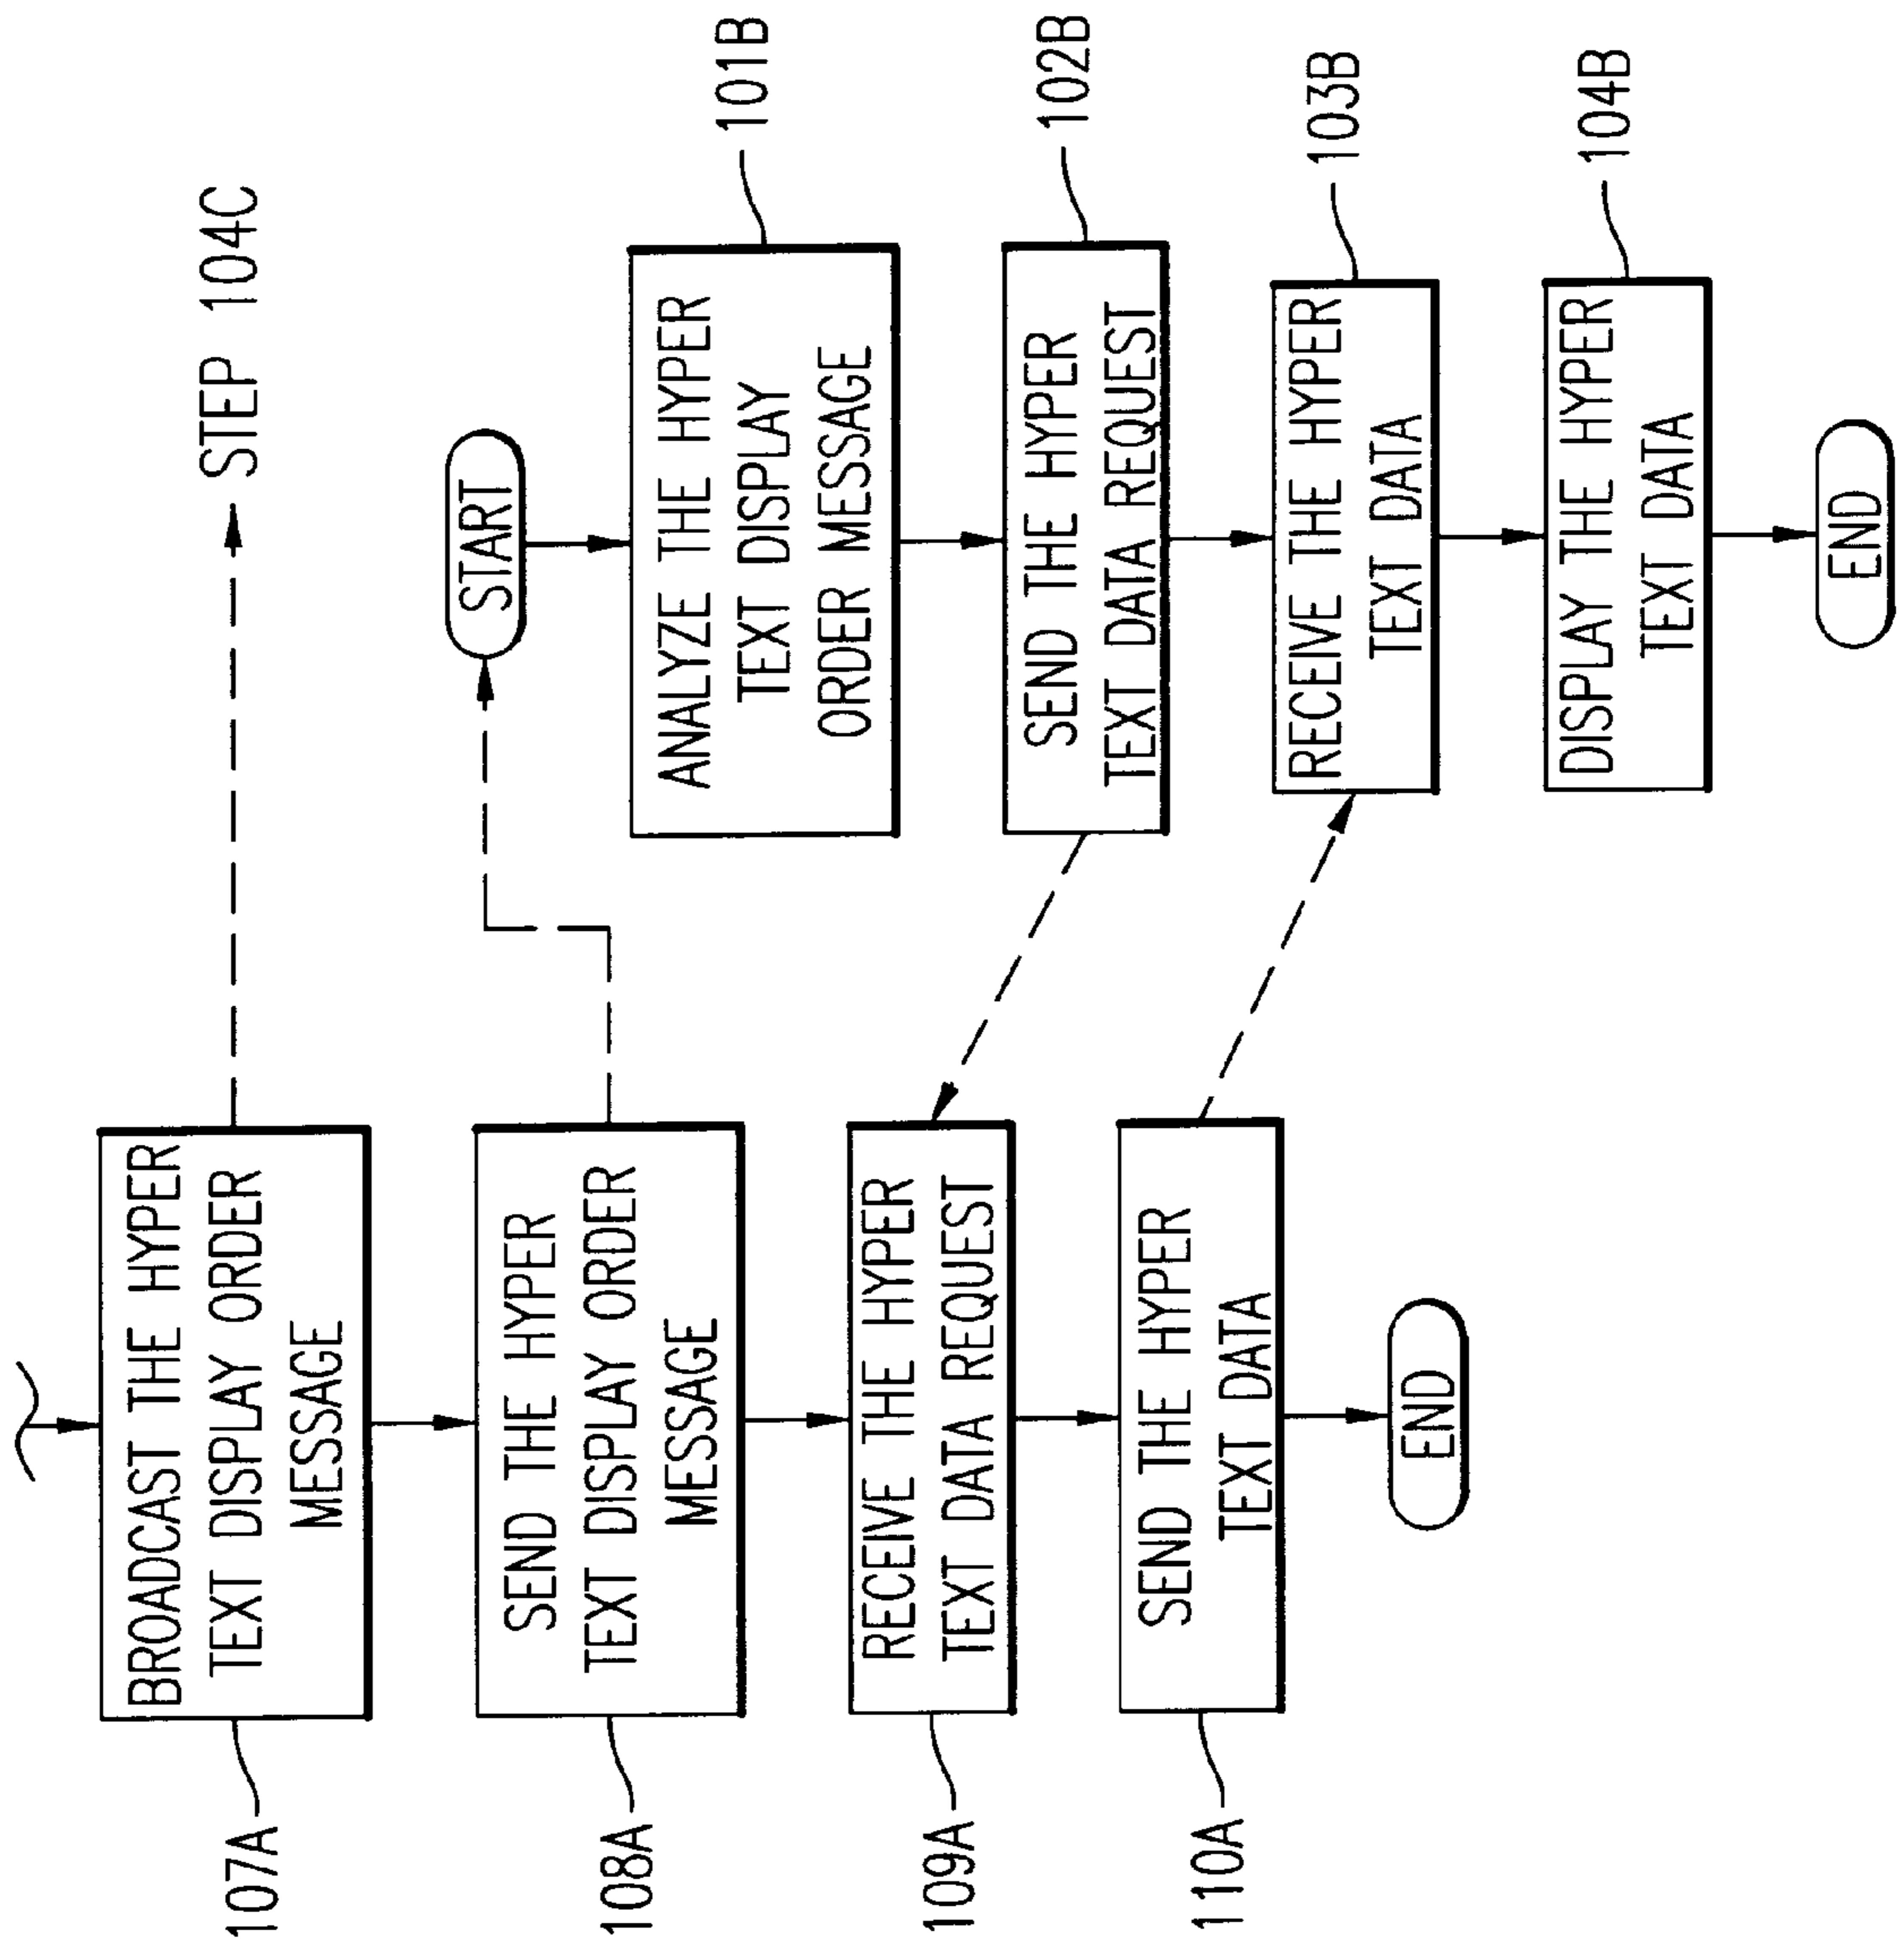 107A
BROADCAST THE HYPER
TEXT DISPLAY ORDER
MESSAGE
STEP 104C
108A
SEND THE HYPER
TEXT DISPLAY ORDER
MESSAGE
109A
RECEIVE THE HYPER
TEXT DATA REQUEST
110A
SEND THE HYPER
TEXT DATA
END
START
ANALYZE THE HYPER
TEXT DISPLAY
ORDER MESSAGE
101B
SEND THE HYPER
TEXT DATA REQUEST
102B
RECEIVE THE HYPER
TEXT DATA
103B
DISPLAY THE HYPER
TEXT DATA
104B
END